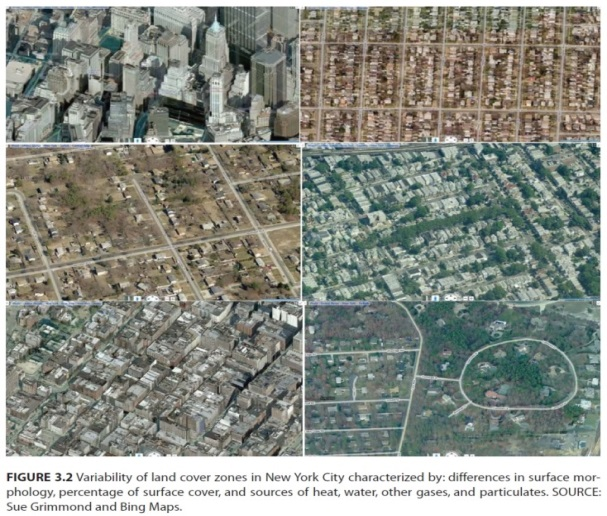 FIGURE 3.2 Variability of land cover zones in New York City characterized by: differences in surface mor-
phology, percentage of surface cover, and sources of heat, water, other gases, and particulates. SOURCE:
Sue Grimmond and Bing Maps.